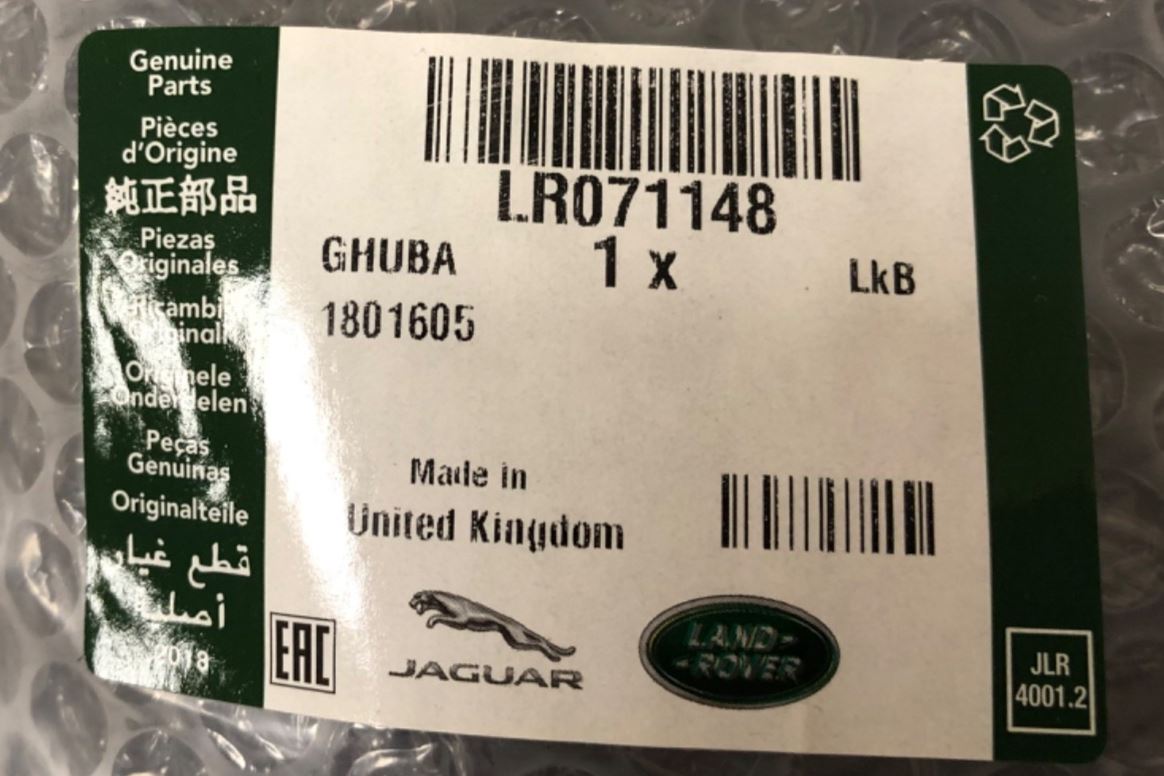 Genuine
Parts
Pièces
d'Origine
純正部品
Piezas
Originales
Ricambi
Originali
Originele
Onderdelen
Peças
Genuinas
Originalteile
قطع غيار
أصلية
2018
LR071148
GHUBA 1 x LkB
1801605
Made in
United Kingdom
EAC
JAGUAR
LAND-
-ROVER
JLR
4001.2